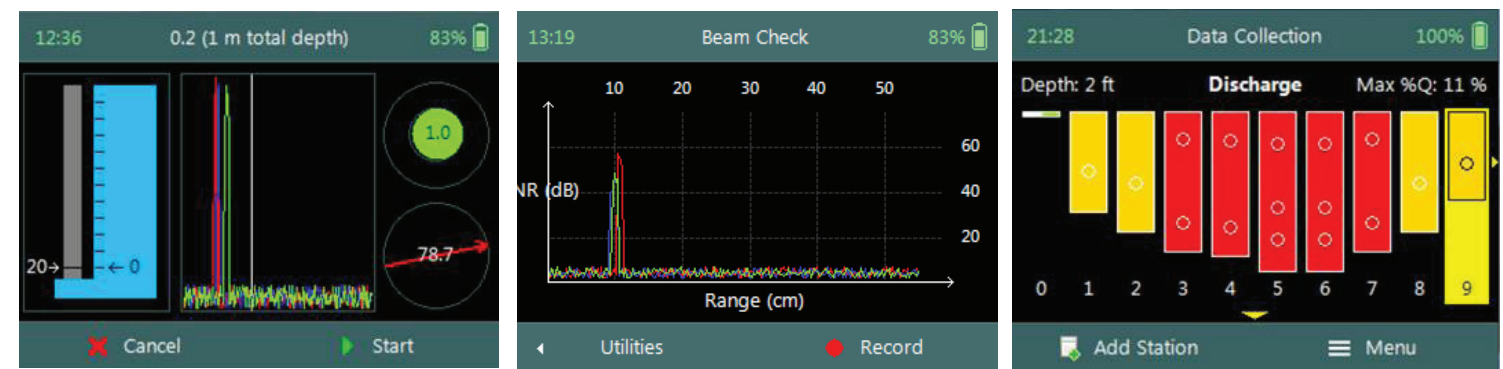 12:36 0.2 (1 m total depth) 83%
1.0
78.7
20→ ← 0
Cancel Start
13:19 Beam Check 83%
10 20 30 40 50
60
NR (dB) 40
20
Range (cm)
Utilities Record
21:28 Data Collection 100%
Depth: 2 ft Discharge Max %Q: 11 %
0 1 2 3 4 5 6 7 8 9
Add Station Menu